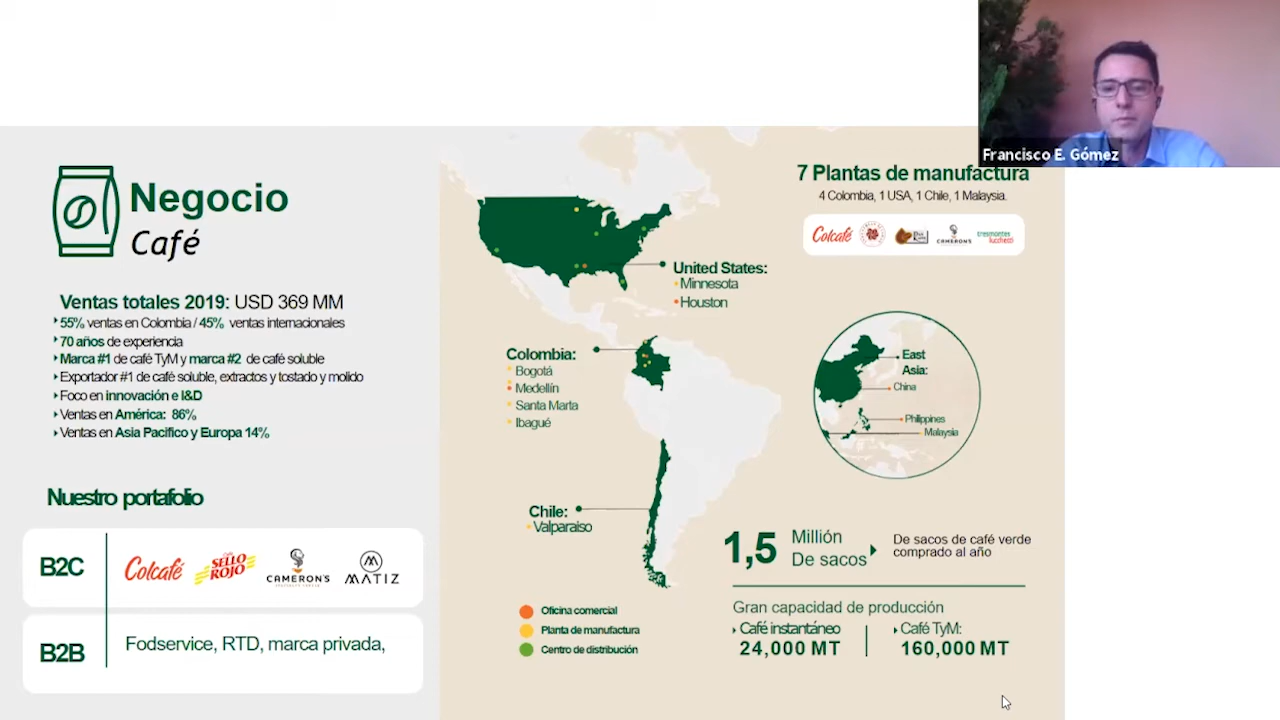 Francisco E. Gómez
Negocio
Café
Ventas totales 2019: USD 369 MM
55% ventas en Colombia / 45% ventas internacionales
70 años de experiencia
Marca #1 de café TyM y marca #2 de café soluble
Exportador #1 de café soluble, extractos y tostado y molido
Foco en innovación e I&D
Ventas en América: 86%
Ventas en Asia Pacifico y Europa 14%
Nuestro portafolio
B2C
Colcafé
Café SELLO ROJO
CAMERON'S
MATIZ
B2B
Fodservice, RTD, marca privada,
7 Plantas de manufactura
4 Colombia, 1 USA, 1 Chile, 1 Malaysia.
Colcafé
CAMERON'S
tresmontes lucchetti
United States:
Minnesota
Houston
Colombia:
Bogotá
Medellín
Santa Marta
Ibagué
Chile:
Valparaiso
East
Asia:
China
Philippines
Malaysia
Oficina comercial
Planta de manufactura
Centro de distribución
1,5
Millión
De sacos
De sacos de café verde
comprado al año
Gran capacidad de producción
Café instantáneo
24,000 MT
Café TyM:
160,000 MT